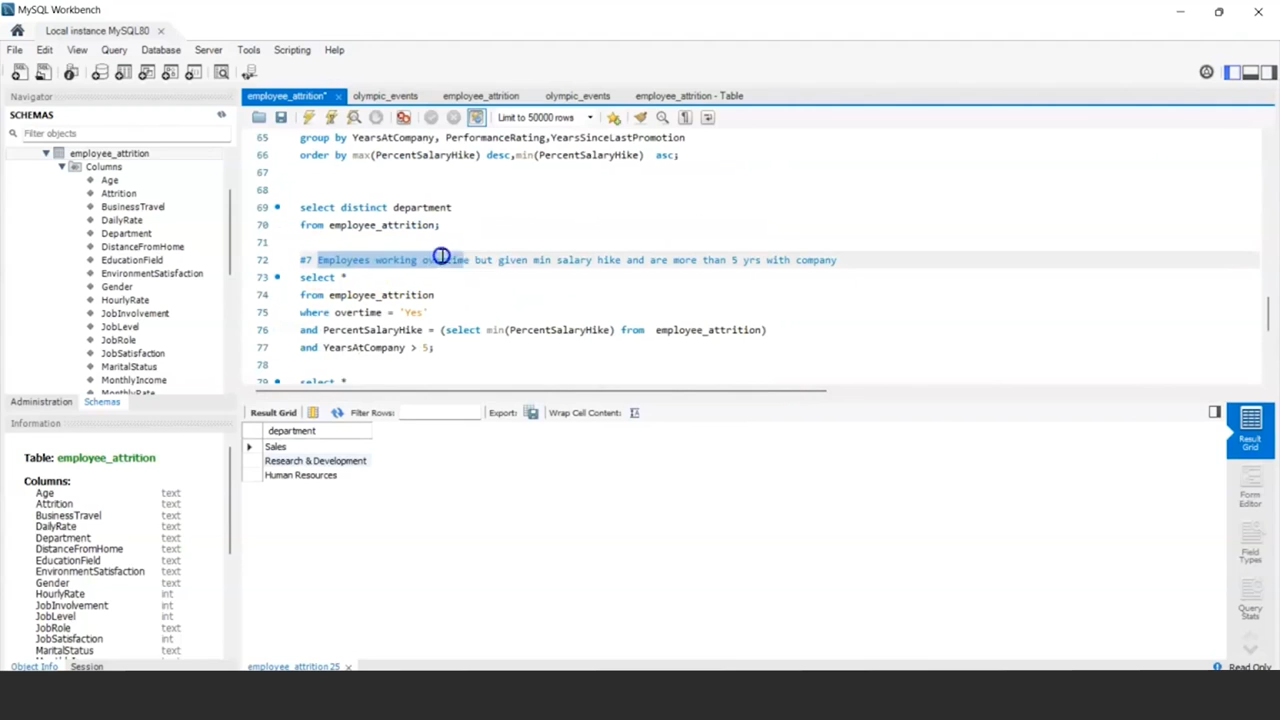 MySQL Workbench
Local instance MySQL80
File Edit View Query Database Server Tools Scripting Help
Navigator
employee_attrition* olympic_events employee_attrition olympic_events employee_attrition - Table
SCHEMAS
Filter objects
Limit to 50000 rows
employee_attrition
Columns
Age
Attrition
BusinessTravel
DailyRate
Department
DistanceFromHome
EducationField
EnvironmentSatisfaction
Gender
HourlyRate
JobInvolvement
JobLevel
JobRole
JobSatisfaction
MaritalStatus
MonthlyIncome
MonthlyRate
65 group by YearsAtCompany, PerformanceRating,YearsSinceLastPromotion
66 order by max(PercentSalaryHike) desc,min(PercentSalaryHike) asc;
67
68
69 select distinct department
70 from employee_attrition;
71
72 #7 Employees working overtime but given min salary hike and are more than 5 yrs with company
73 select *
74 from employee_attrition
75 where overtime = 'Yes'
76 and PercentSalaryHike = (select min(PercentSalaryHike) from employee_attrition)
77 and YearsAtCompany > 5;
78
79 select *
Administration Schemas
Information
Table: employee_attrition
Columns:
Age text
Attrition text
BusinessTravel text
DailyRate text
Department text
DistanceFromHome text
EducationField text
EnvironmentSatisfaction text
Gender text
HourlyRate int
JobInvolvement int
JobLevel int
JobRole text
JobSatisfaction int
MaritalStatus text
Object Info Session
Result Grid Filter Rows: Export: Wrap Cell Content:
department
Sales
Research & Development
Human Resources
Result
Grid
Form
Editor
Field
Types
Query
Stats
employee_attrition 25
Read Only